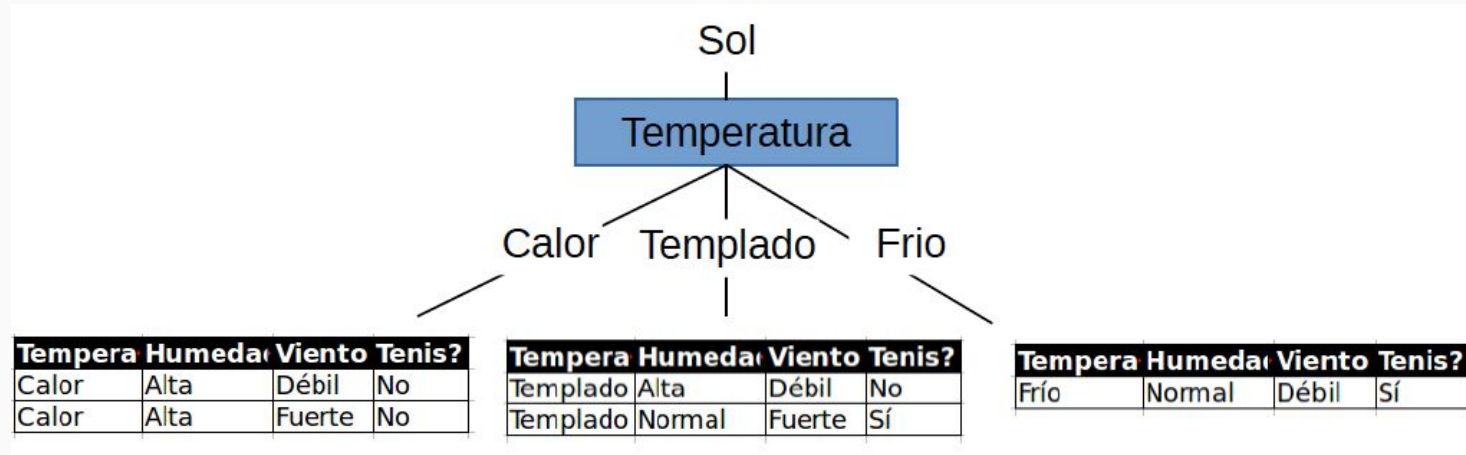 Sol
Temperatura
Calor Templado Frio
Tempera Humeda Viento Tenis?
Calor Alta Débil No
Calor Alta Fuerte No
Tempera Humeda Viento Tenis?
Templado Alta Débil No
Templado Normal Fuerte Sí
Tempera Humeda Viento Tenis?
Frío Normal Débil Sí